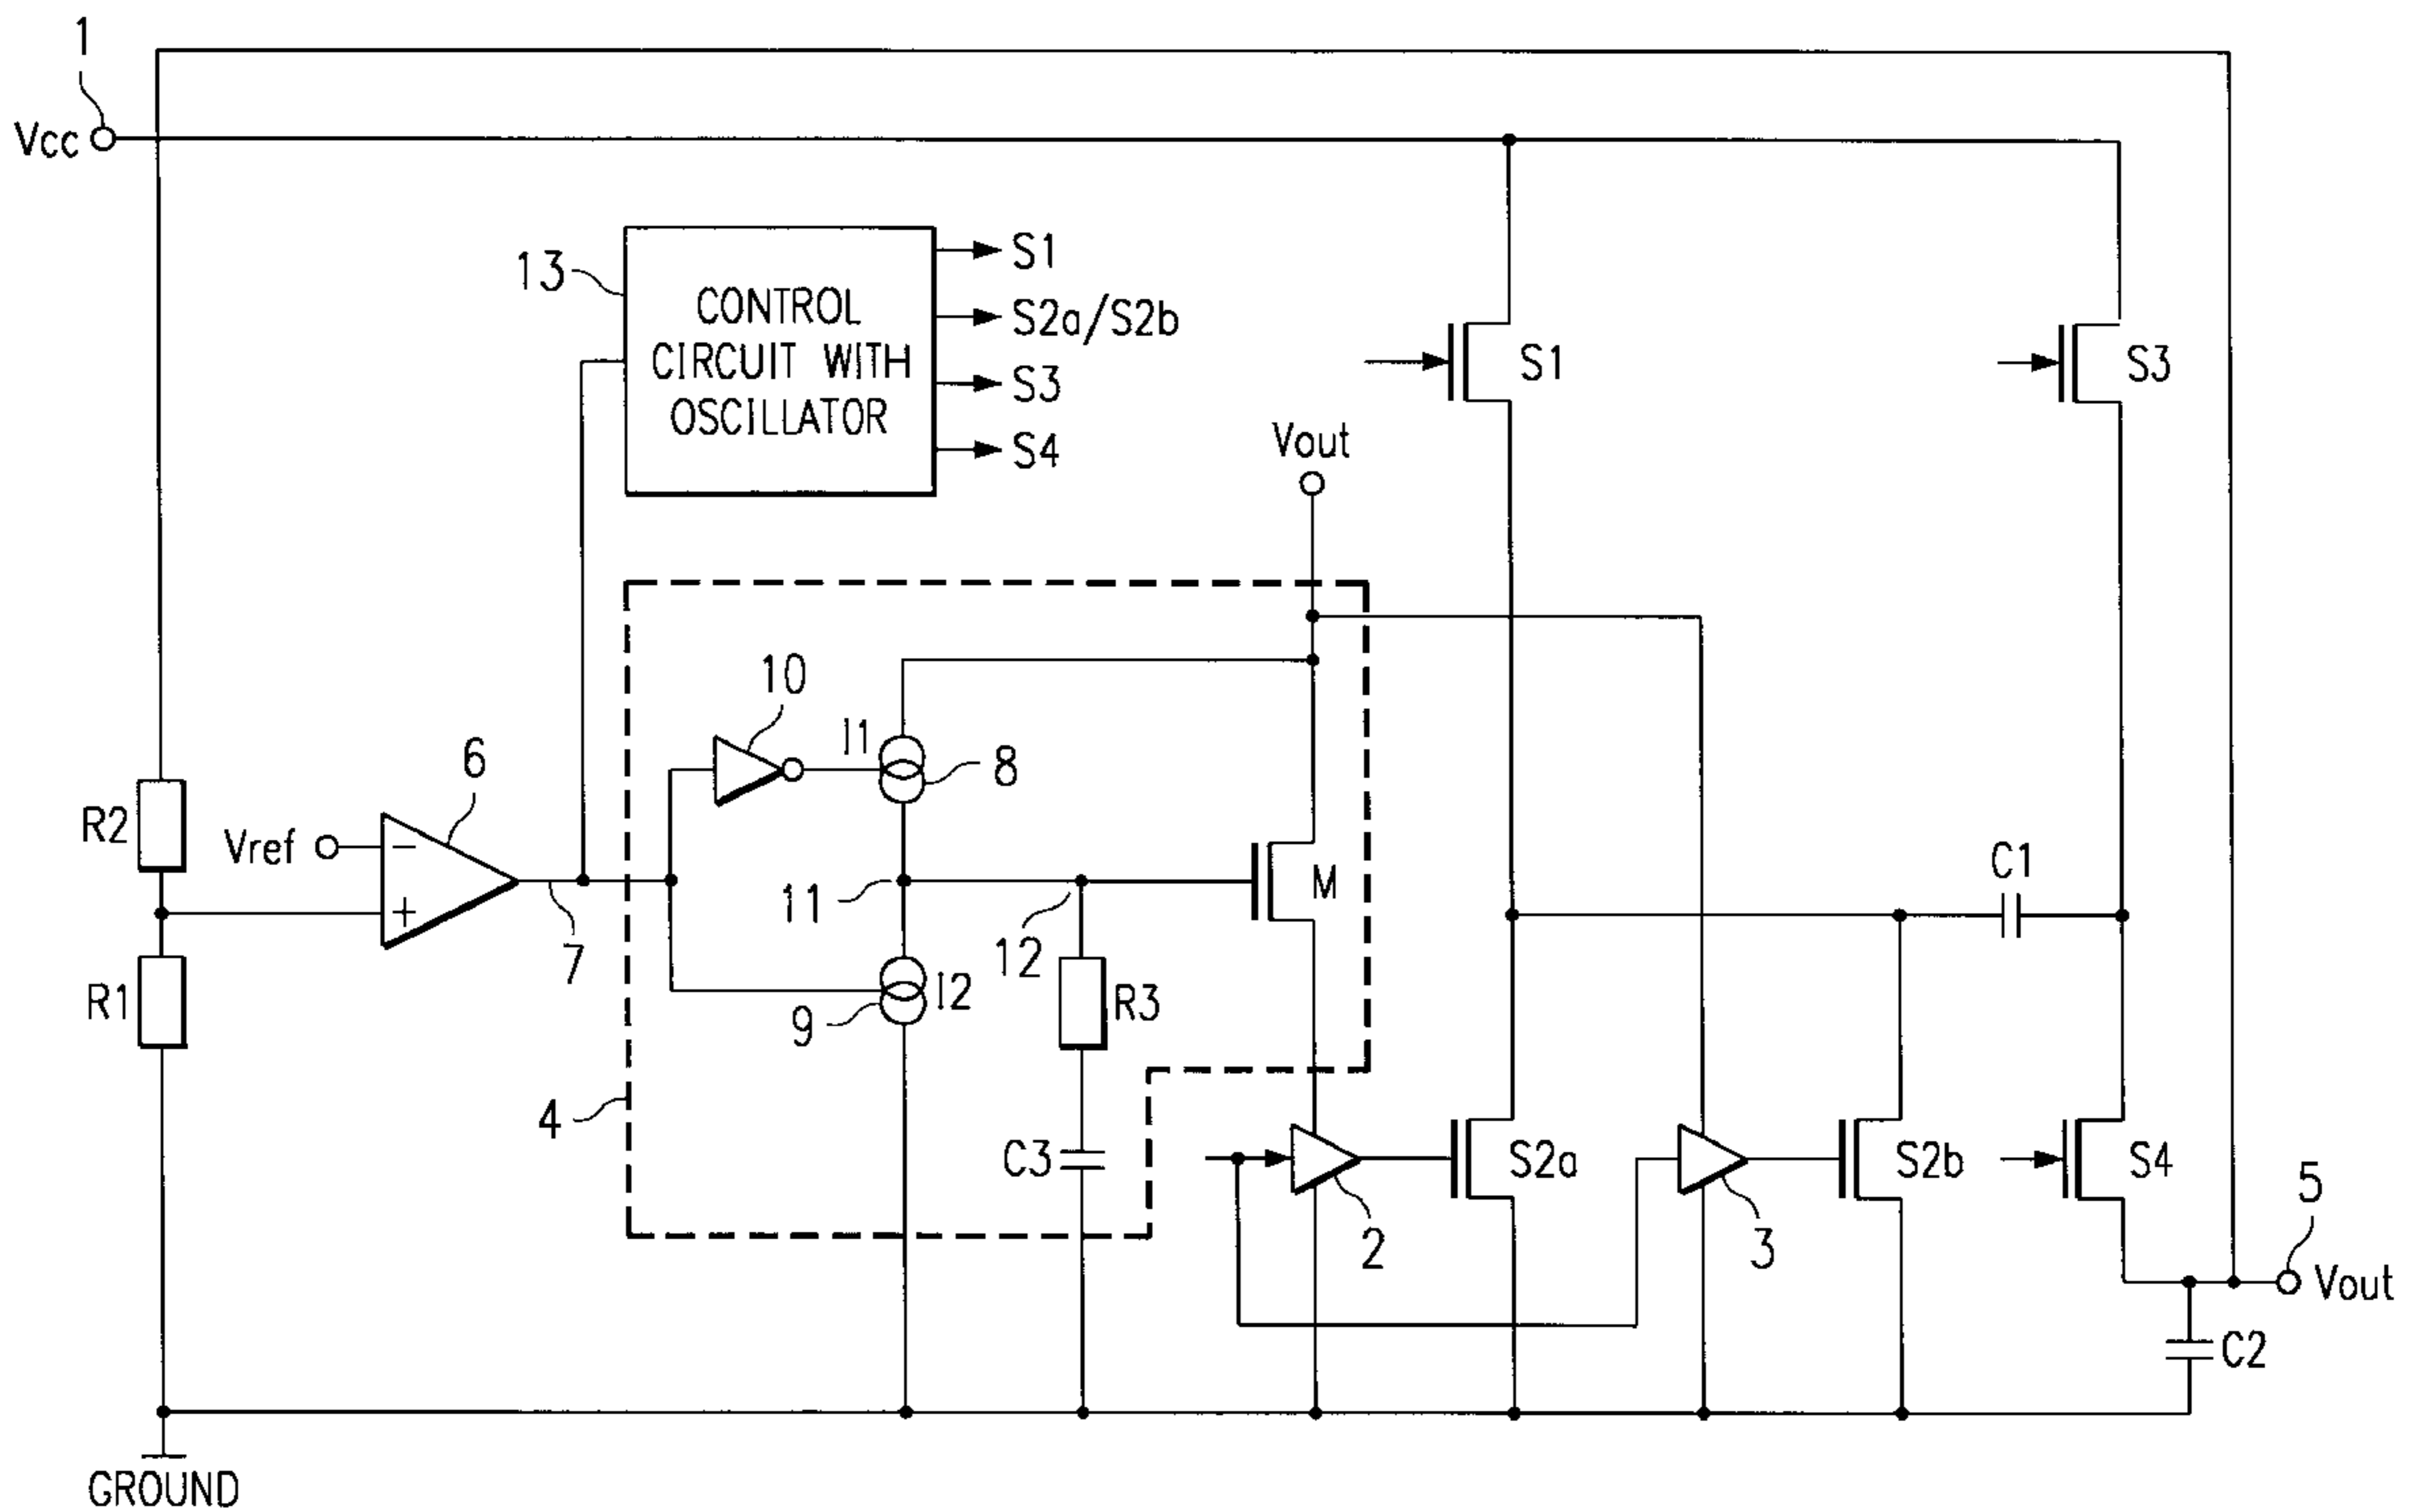 1
Vcc
13
CONTROL
CIRCUIT WITH
OSCILLATOR
S1
S2a/S2b
S3
S4
S1
S3
Vout
10
I1
8
6
R2
Vref
−
+
7
11
12
M
C1
R1
9
I2
R3
4
C3
2
S2a
3
S2b
S4
5
Vout
C2
GROUND